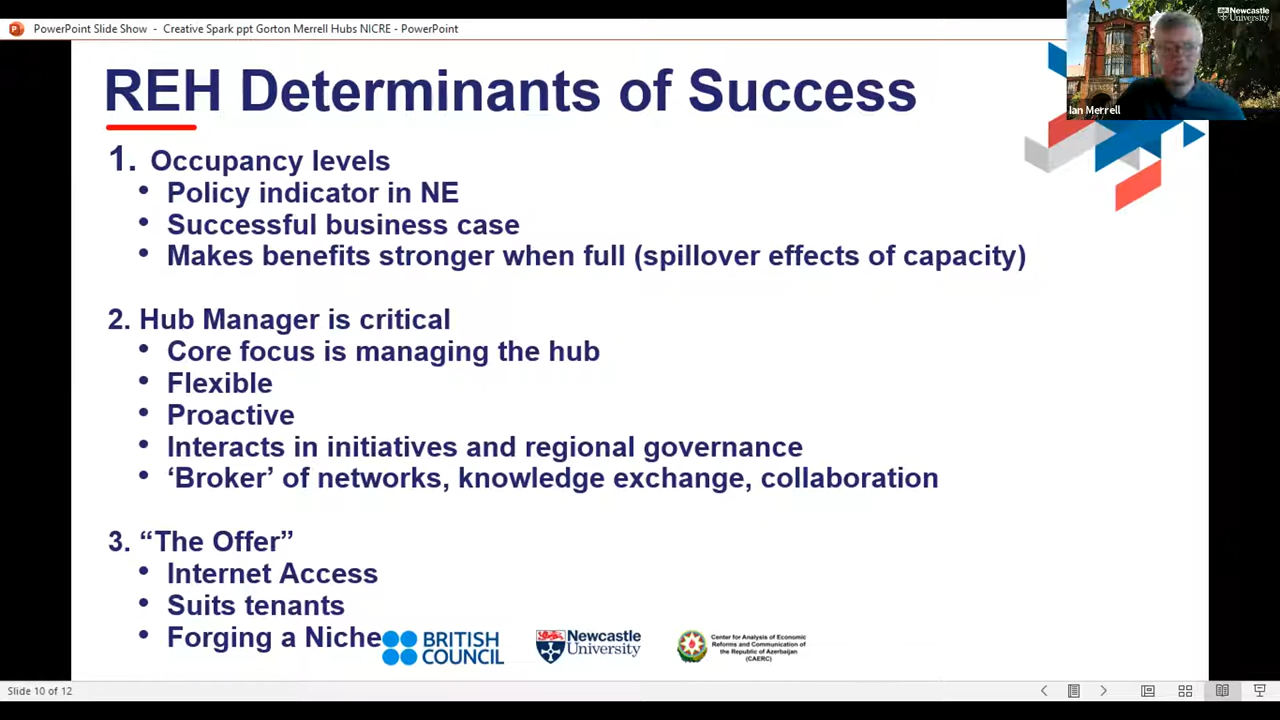 PowerPoint Slide Show - Creative Spark ppt Gorton Merrell Hubs NICRE - PowerPoint
Newcastle University
Ian Merrell
REH Determinants of Success
1. Occupancy levels
• Policy indicator in NE
• Successful business case
• Makes benefits stronger when full (spillover effects of capacity)
2. Hub Manager is critical
• Core focus is managing the hub
• Flexible
• Proactive
• Interacts in initiatives and regional governance
• ‘Broker’ of networks, knowledge exchange, collaboration
3. “The Offer”
• Internet Access
• Suits tenants
• Forging a Niche
BRITISH
COUNCIL
Newcastle
University
Center for Analysis of Economic
Reforms and Communication of
the Republic of Azerbaijan
(CAERC)
Slide 10 of 12